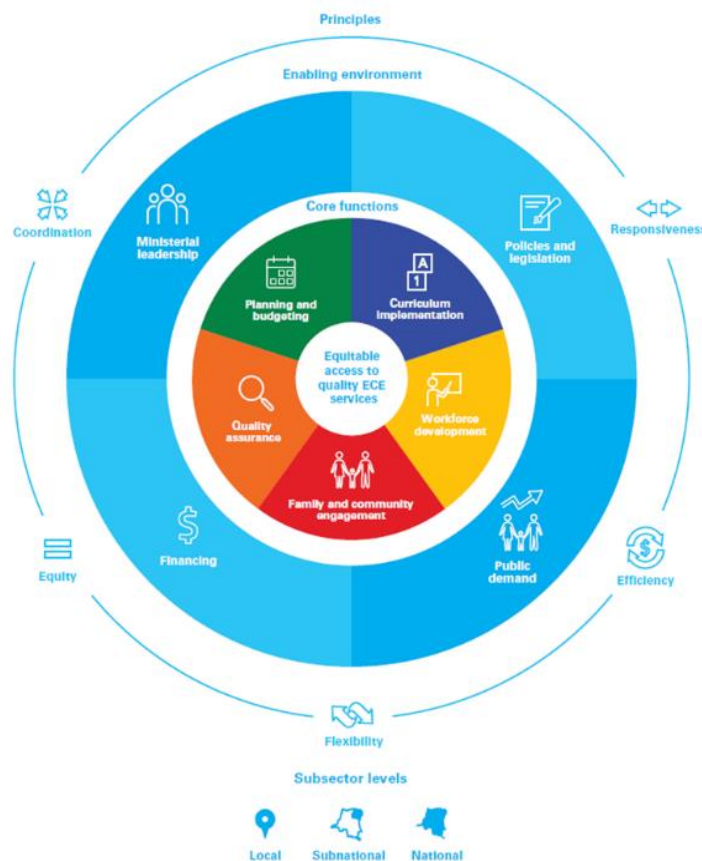 Principles
Enabling environment
Coordination
Ministerial
leadership
Core functions
Policies and
legislation
Responsiveness
Planning and
budgeting
A
1
Curriculum
implementation
Equitable
access to
quality ECE
services
Quality
assurance
Workforce
development
Family and community
engagement
$
Financing
Public
demand
Equity
$
Efficiency
Flexibility
Subsector levels
Local
Subnational
National